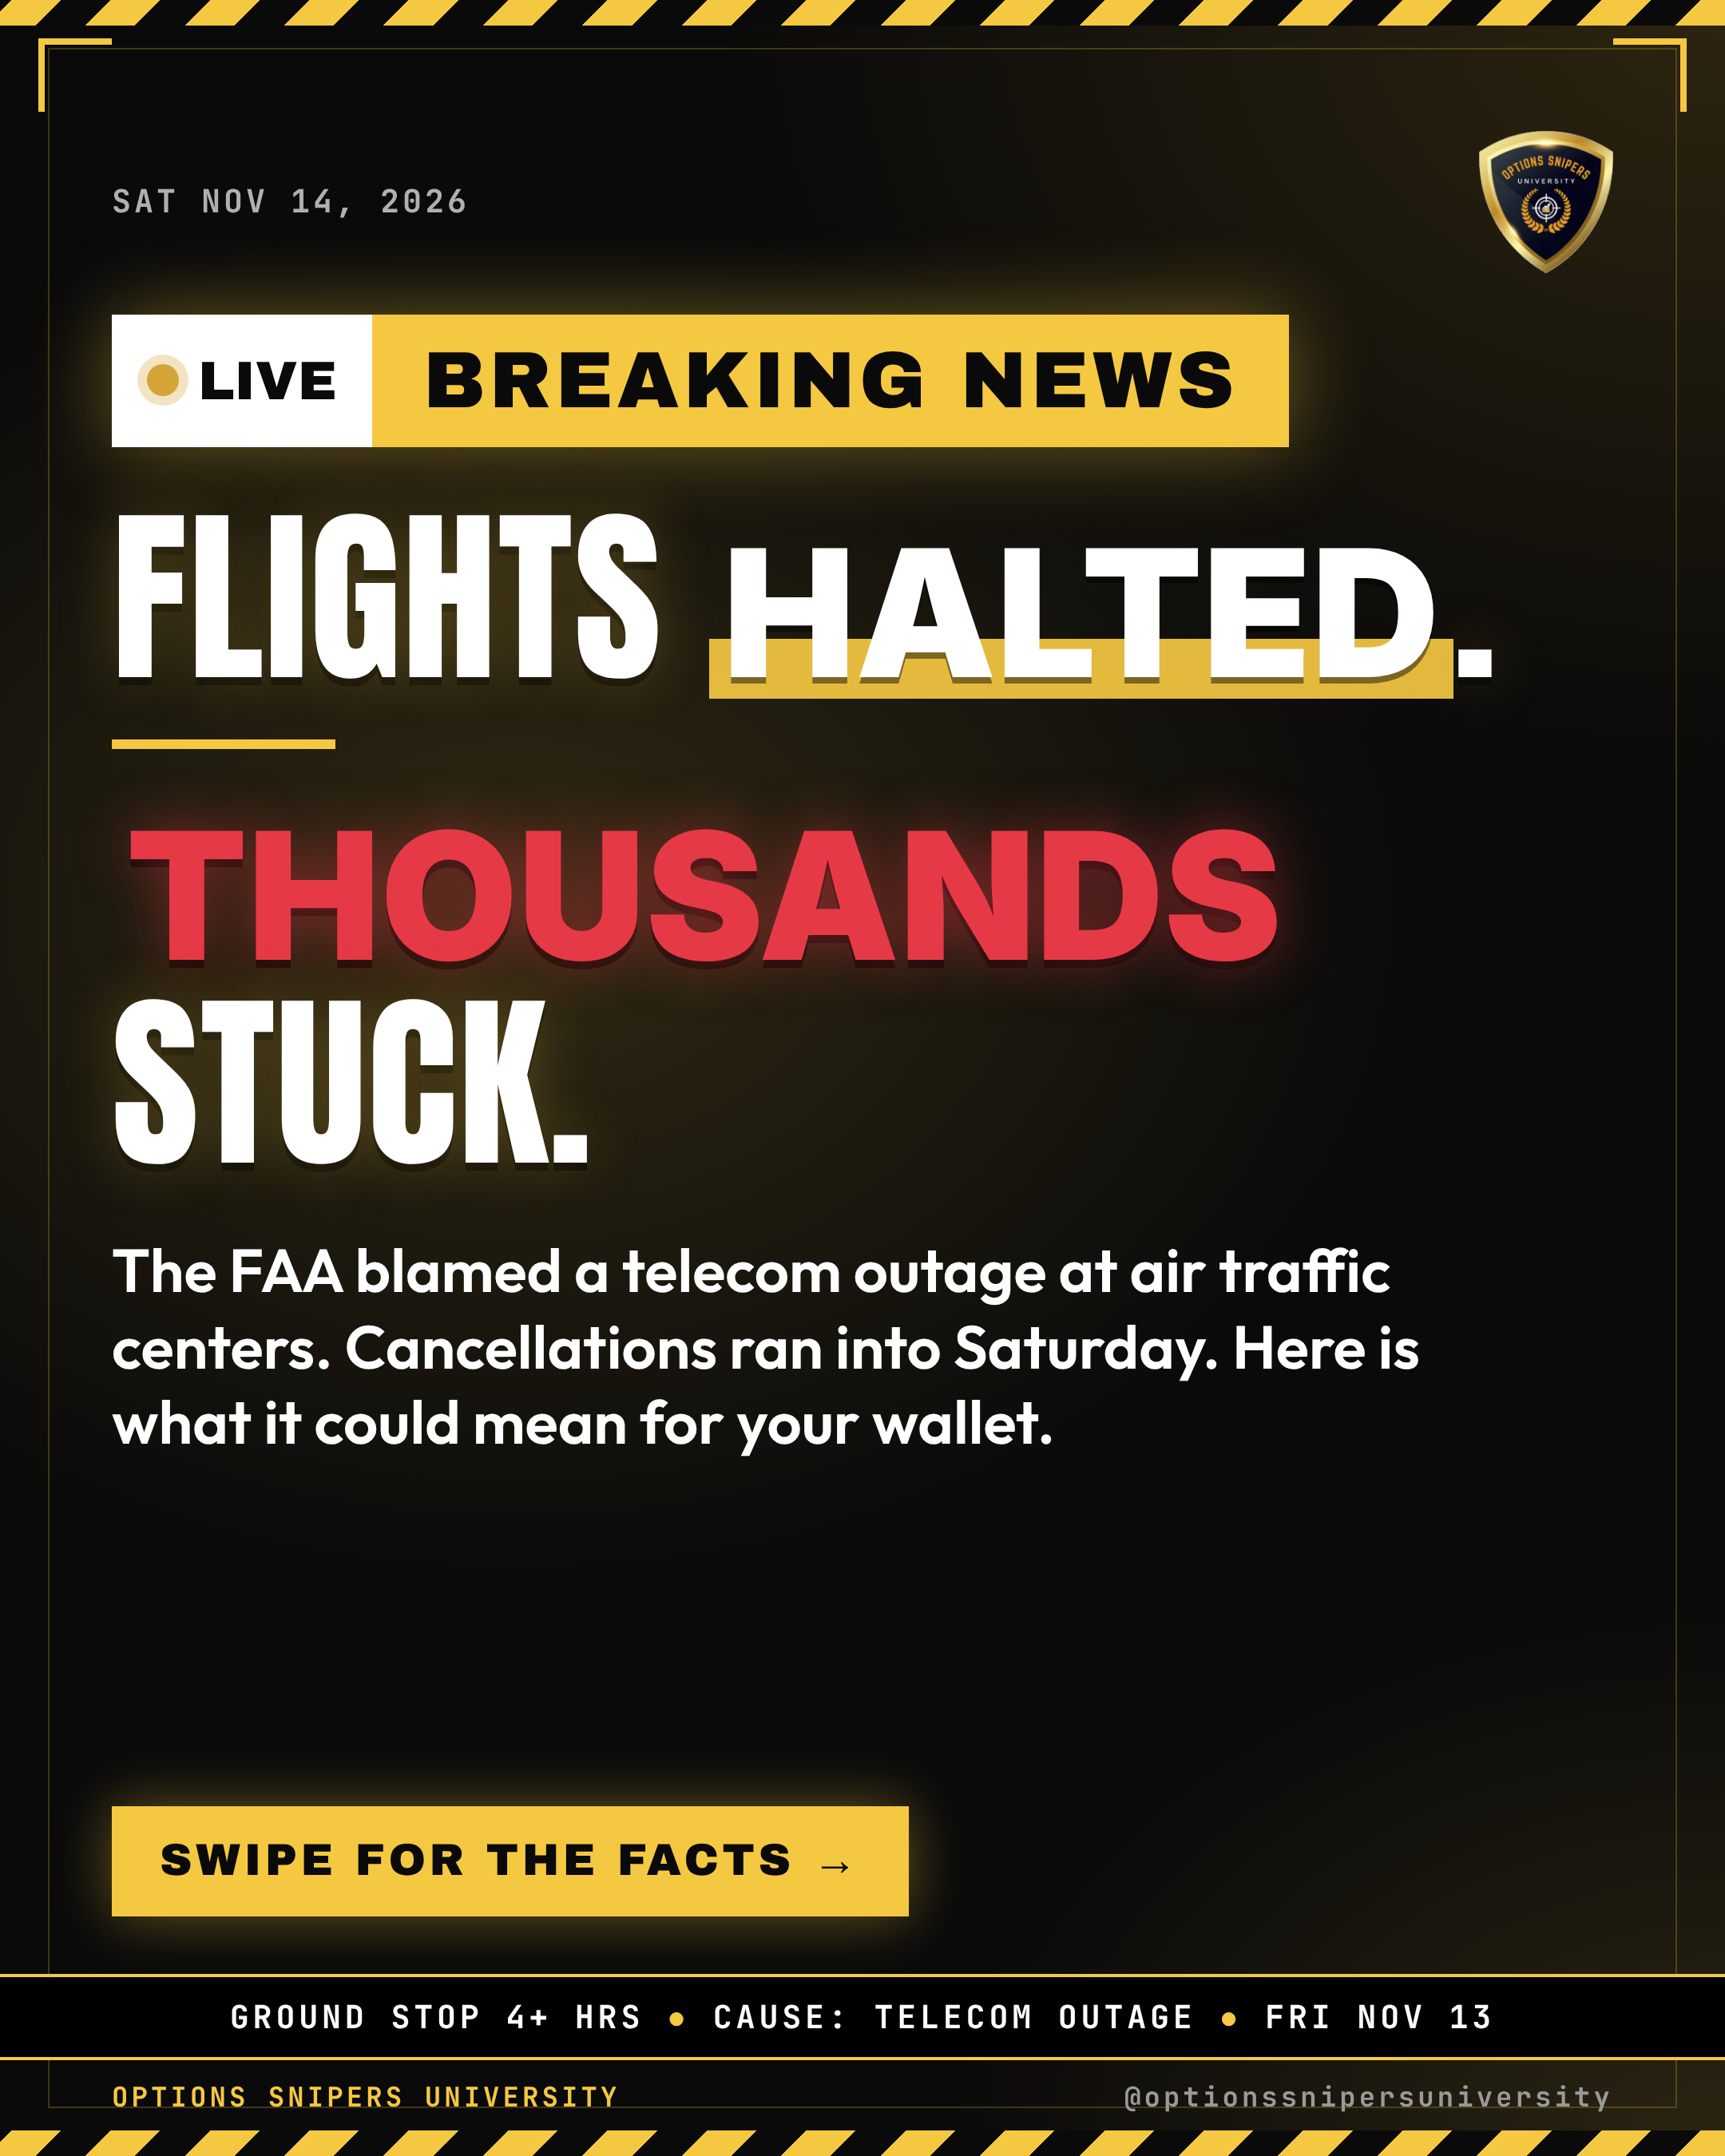 SAT NOV 14, 2026
OPTIONS SNIPERS
UNIVERSITY
LIVE BREAKING NEWS
FLIGHTS HALTED.
THOUSANDS
STUCK.
The FAA blamed a telecom outage at air traffic
centers. Cancellations ran into Saturday. Here is
what it could mean for your wallet.
SWIPE FOR THE FACTS →
GROUND STOP 4+ HRS ● CAUSE: TELECOM OUTAGE ● FRI NOV 13
OPTIONS SNIPERS UNIVERSITY @optionssnipersuniversity